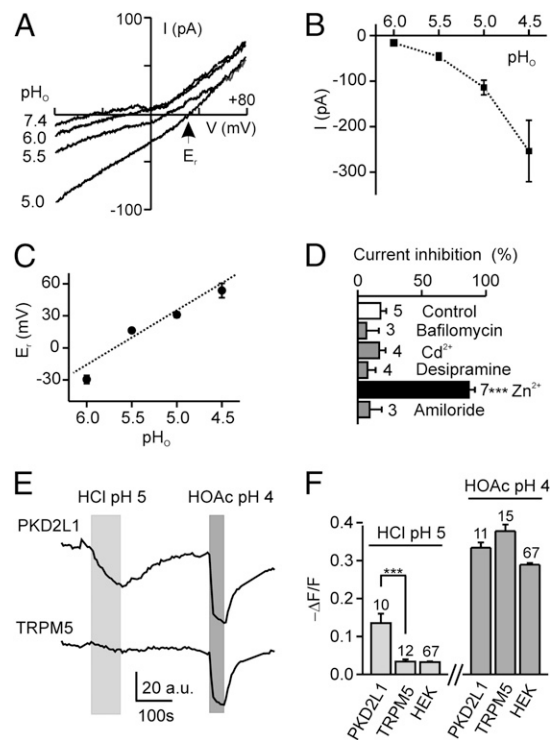 A
100
I (pA)
pHO
7.4
6.0
5.5
5.0
+80
V (mV)
Er
-100
B
6.0 5.5 5.0 4.5
pHO
0
-100
-200
-300
I (pA)
C
60
30
0
-30
Er (mV)
6.0 5.5 5.0 4.5
pHO
D
Current inhibition (%)
0 50 100
5 Control
3 Bafilomycin
4 Cd2+
4 Desipramine
7*** Zn2+
3 Amiloride
E
HCl pH 5 HOAc pH 4
PKD2L1
TRPM5
20 a.u.
100s
F
HOAc pH 4
HCl pH 5
0.4
0.2
0.0
-ΔF/F
***
10 12 67
11 15 67
PKD2L1 TRPM5 HEK
PKD2L1 TRPM5 HEK